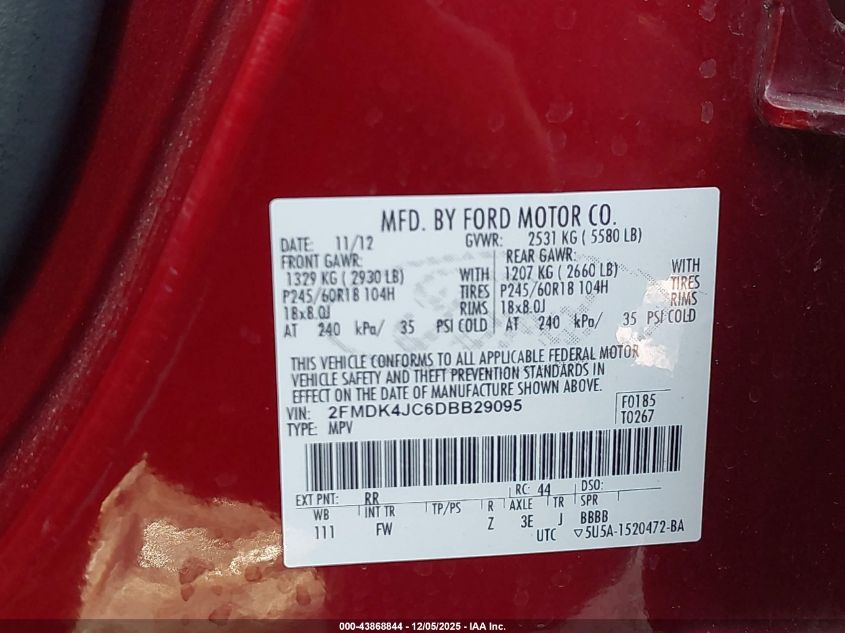 MFD. BY FORD MOTOR CO.
DATE: 11/12 GVWR: 2531 KG ( 5580 LB)
FRONT GAWR: REAR GAWR:
1329 KG ( 2930 LB) WITH 1207 KG ( 2660 LB) WITH
P245/60R18 104H TIRES P245/60R18 104H TIRES
18x8.0J RIMS 18x8.0J RIMS
AT 240 kPa/ 35 PSI COLD AT 240 kPa/ 35 PSI COLD
THIS VEHICLE CONFORMS TO ALL APPLICABLE FEDERAL MOTOR
VEHICLE SAFETY AND THEFT PREVENTION STANDARDS IN
EFFECT ON THE DATE OF MANUFACTURE SHOWN ABOVE.
VIN: 2FMDK4JC6DBB29095 F0185
TYPE: MPV T0267
EXT PNT: RR RC: 44 DSO:
WB INT TR TP/PS R AXLE TR SPR
111 FW Z 3E J BBBB
UTC ▽5U5A-1520472-BA
000-43868844 - 12/05/2025 - IAA Inc.